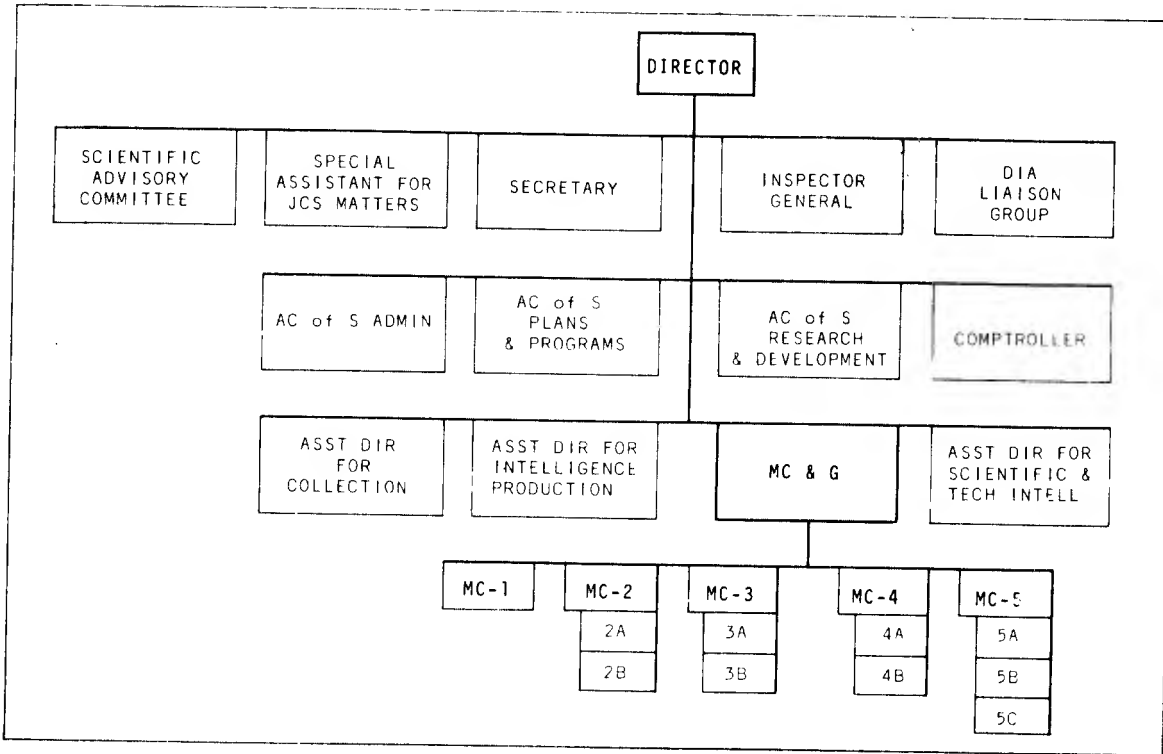 DIRECTOR
SCIENTIFIC
ADVISORY
COMMITTEE
SPECIAL
ASSISTANT FOR
JCS MATTERS
SECRETARY
INSPECTOR
GENERAL
DIA
LIAISON
GROUP
AC of S ADMIN
AC of S
PLANS
& PROGRAMS
AC of S
RESEARCH
& DEVELOPMENT
COMPTROLLER
ASST DIR
FOR
COLLECTION
ASST DIR FOR
INTELLIGENCE
PRODUCTION
MC & G
ASST DIR FOR
SCIENTIFIC &
TECH INTELL
MC-1
MC-2
2A
2B
MC-3
3A
3B
MC-4
4A
4B
MC-5
5A
5B
5C